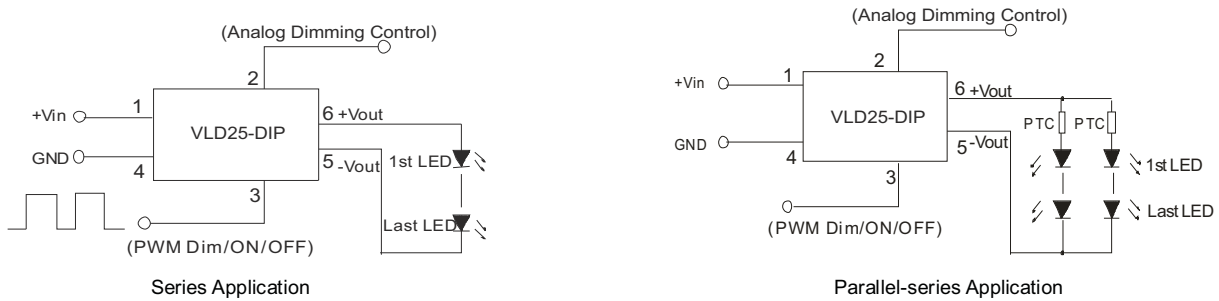 (Analog Dimming Control)
2
+Vin
1
VLD25-DIP
6 +Vout
GND
4
5 -Vout
1st LED
3
Last LED
(PWM Dim/ON/OFF)
Series Application
(Analog Dimming Control)
2
+Vin
1
VLD25-DIP
6 +Vout
PTC
PTC
GND
4
5 -Vout
3
1st LED
Last LED
(PWM Dim/ON/OFF)
Parallel-series Application